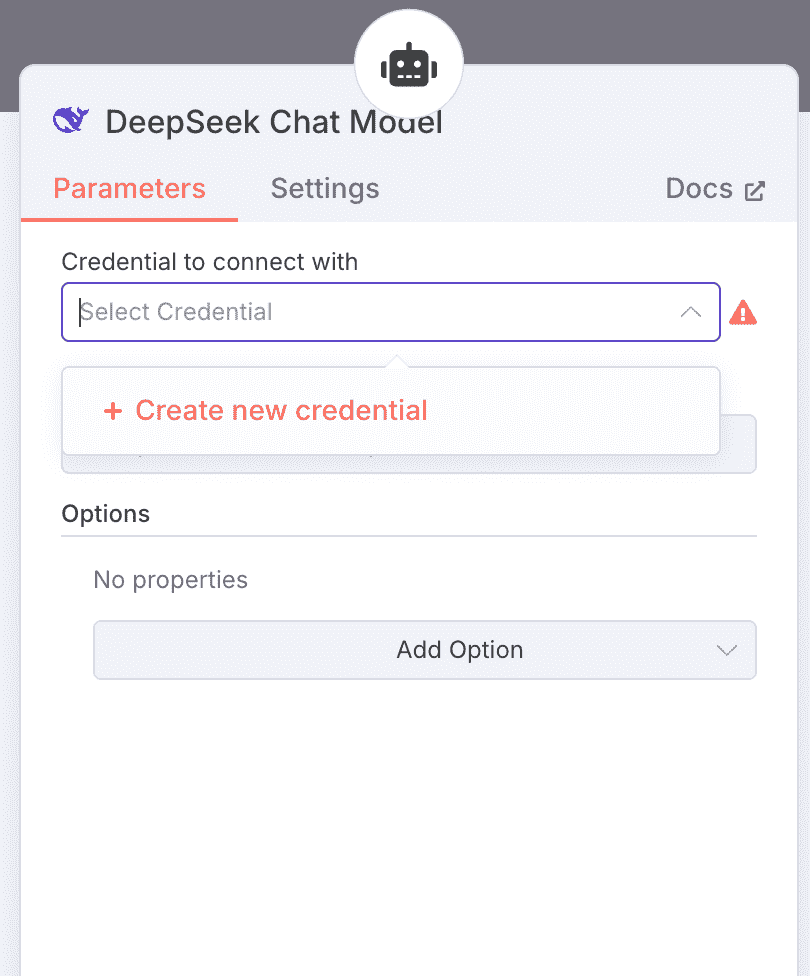 DeepSeek Chat Model
Parameters Settings Docs
Credential to connect with
Select Credential
+ Create new credential
Options
No properties
Add Option